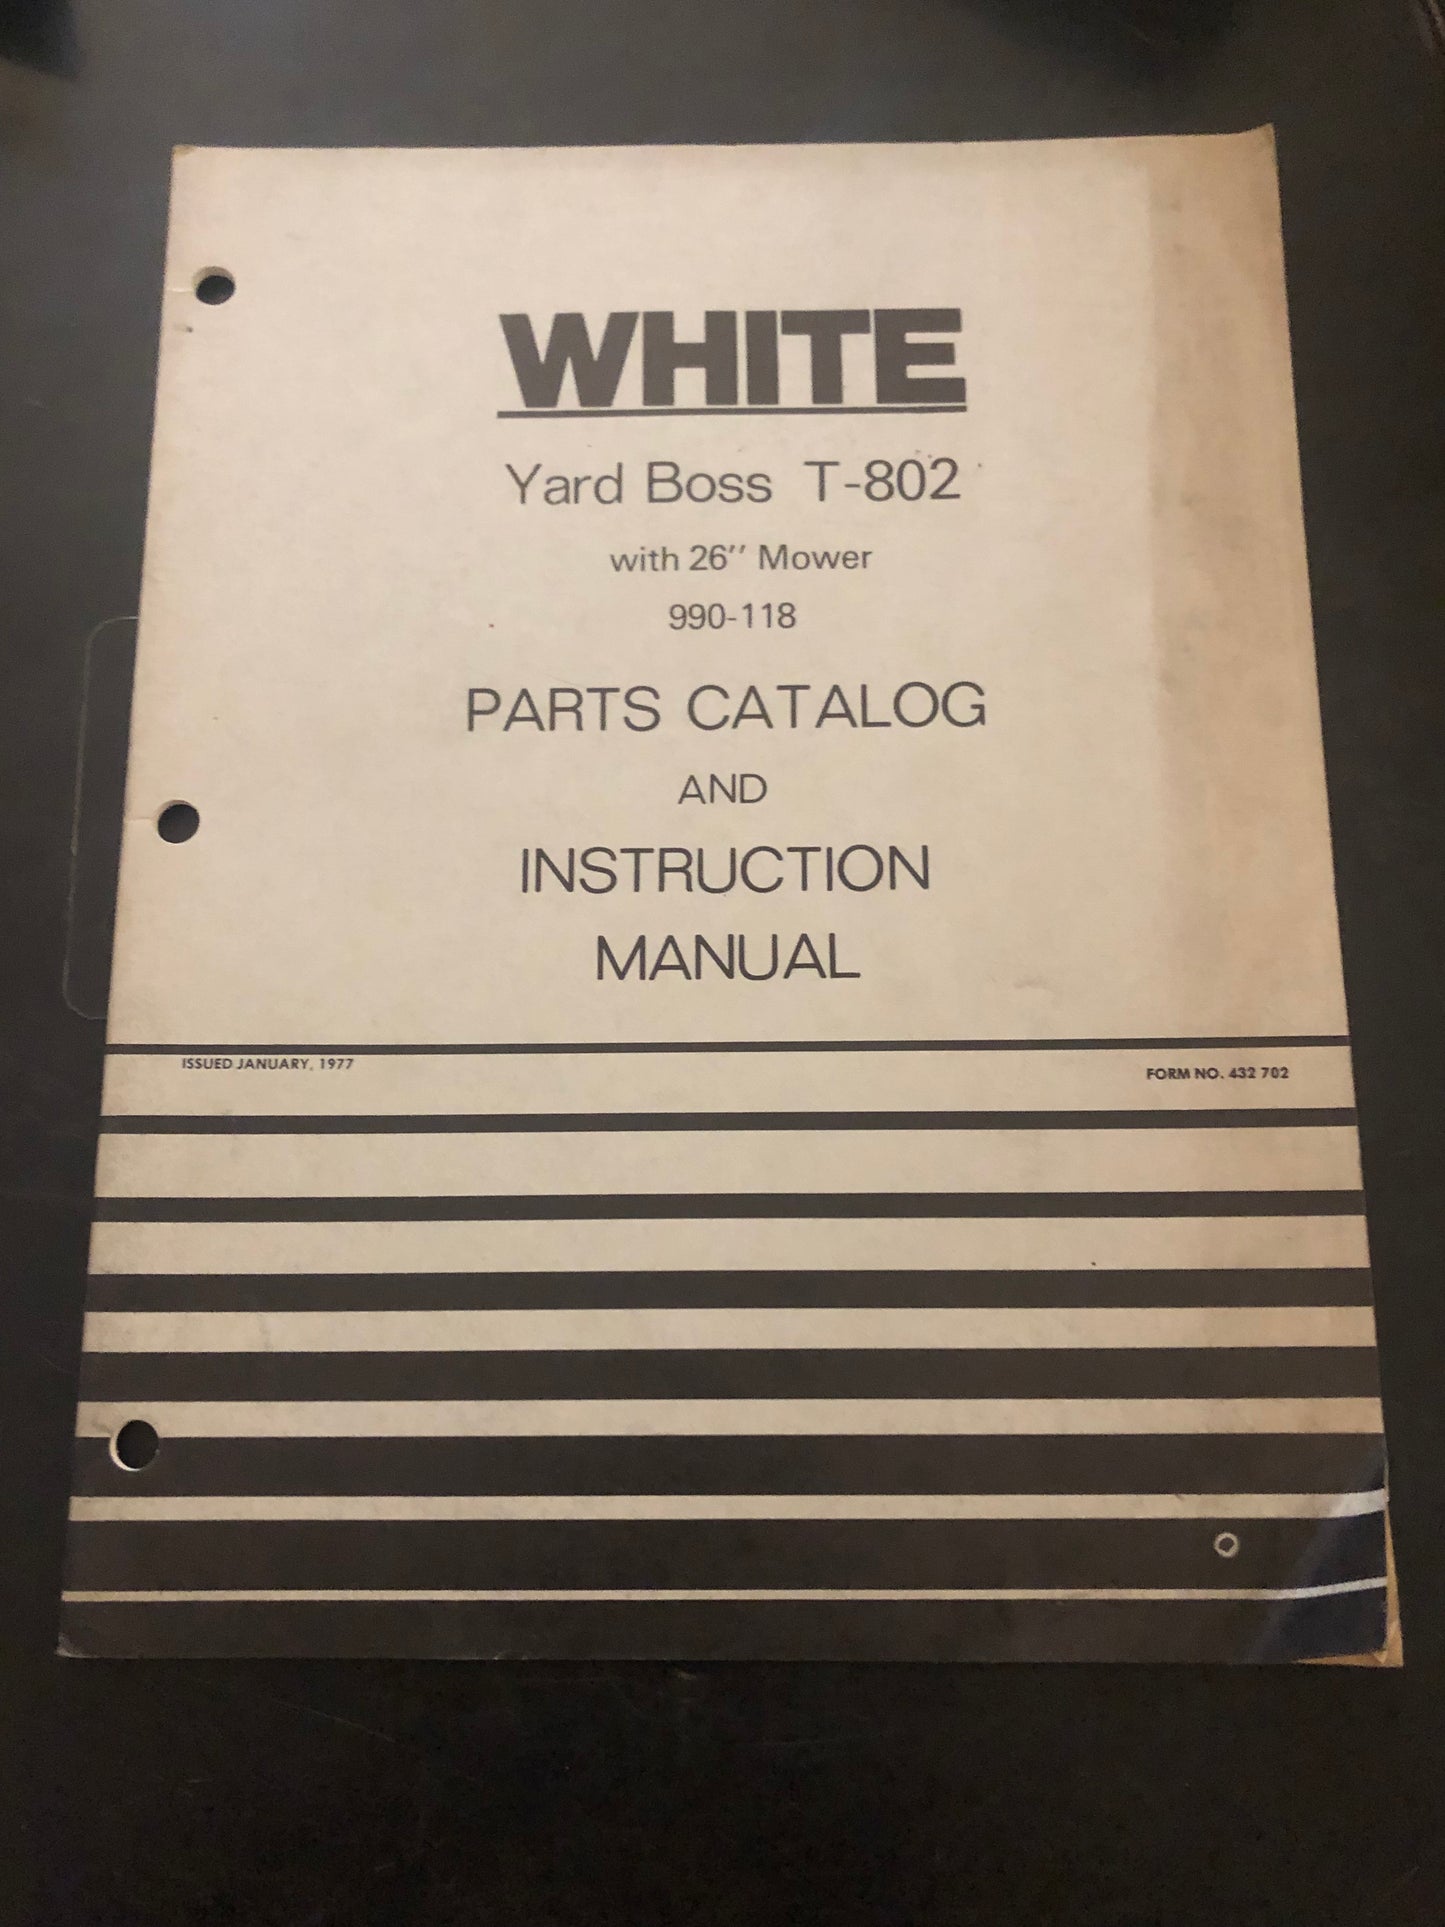 WHITE
Yard Boss T-802
with 26" Mower
990-118
PARTS CATALOG
AND
INSTRUCTION
MANUAL
ISSUED JANUARY, 1977
FORM NO. 432 702